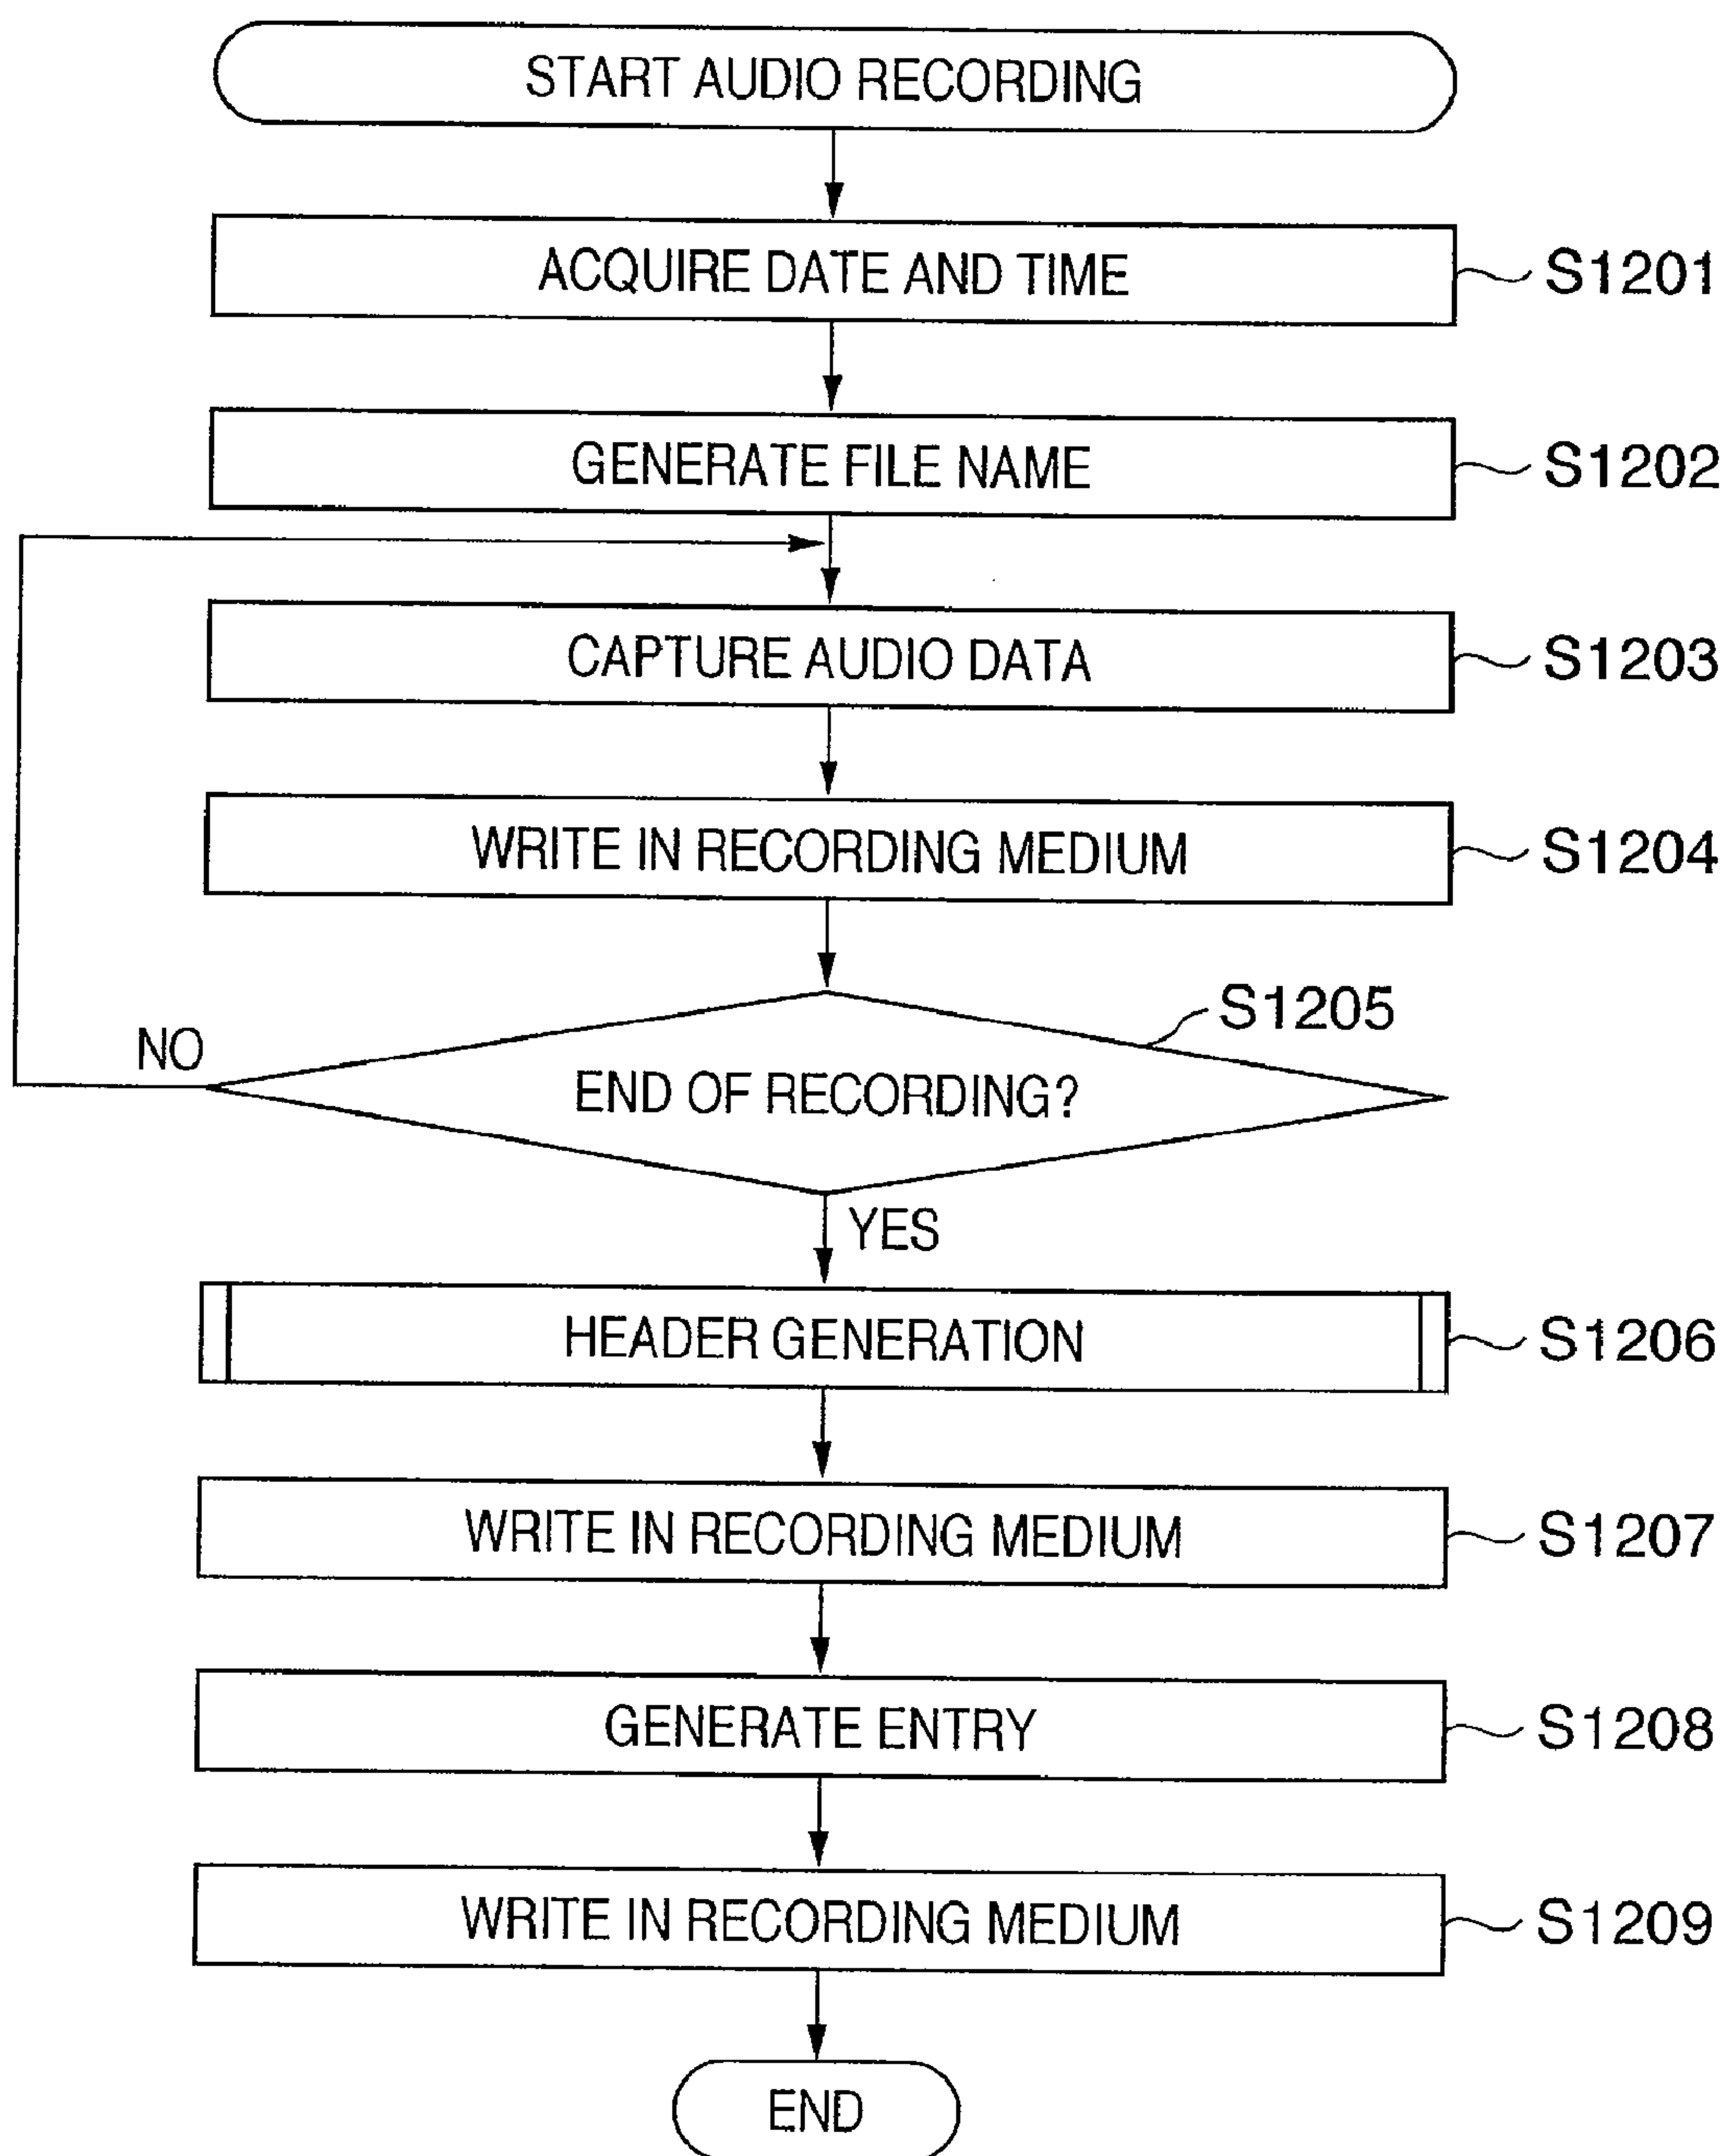 START AUDIO RECORDING
ACQUIRE DATE AND TIME
S1201
GENERATE FILE NAME
S1202
CAPTURE AUDIO DATA
S1203
WRITE IN RECORDING MEDIUM
S1204
S1205
NO
END OF RECORDING?
YES
HEADER GENERATION
S1206
WRITE IN RECORDING MEDIUM
S1207
GENERATE ENTRY
S1208
WRITE IN RECORDING MEDIUM
S1209
END